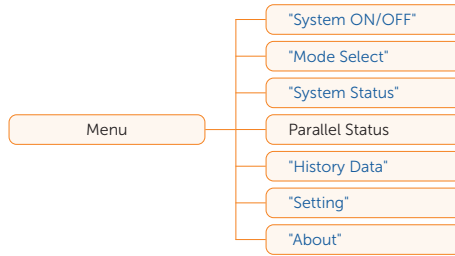 "System ON/OFF"
"Mode Select"
"System Status"
Menu
Parallel Status
"History Data"
"Setting"
"About"